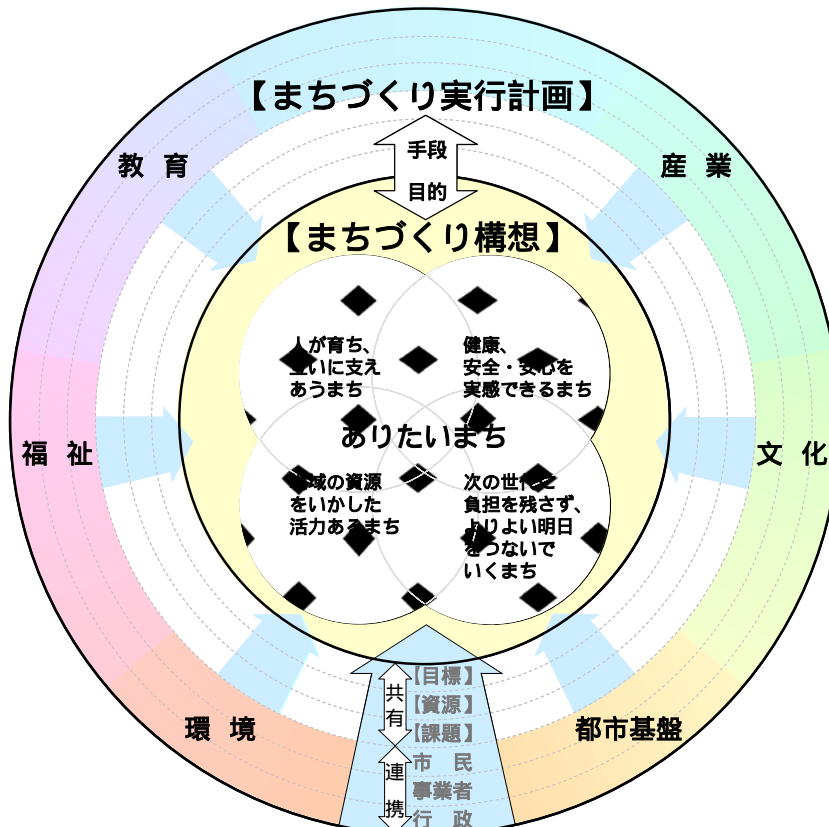 【まちづくり実行計画】
手段
目的
教 育
産 業
【まちづくり構想】
人が育ち、
互いに支え
あうまち
健康、
安全・安心を
実感できるまち
ありたいまち
福 祉
文 化
地域の資源
をいかした
活力あるまち
次の世代に
負担を残さず、
よりよい明日
をつないで
いくまち
環 境
都市基盤
共有
【目標】
【資源】
【課題】
連携
市 民
事業者
行 政